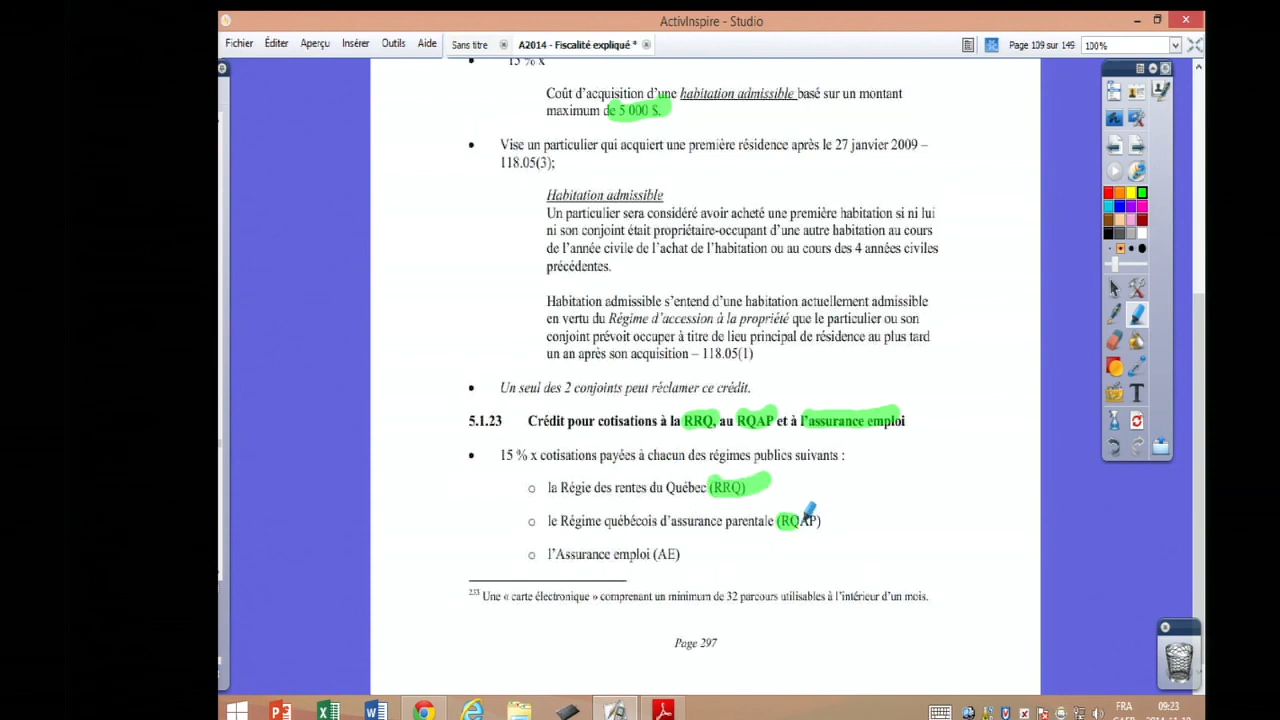 ActivInspire - Studio
Fichier Éditer Aperçu Insérer Outils Aide Sans titre A2014 - Fiscalité expliqué * Page 109 sur 149 100%
• 15 % x
Coût d’acquisition d’une habitation admissible basé sur un montant
maximum de 5 000 $.
• Vise un particulier qui acquiert une première résidence après le 27 janvier 2009 –
118.05(3);
Habitation admissible
Un particulier sera considéré avoir acheté une première habitation si ni lui
ni son conjoint était propriétaire-occupant d’une autre habitation au cours
de l’année civile de l’achat de l’habitation ou au cours des 4 années civiles
précédentes.
Habitation admissible s’entend d’une habitation actuellement admissible
en vertu du Régime d’accession à la propriété que le particulier ou son
conjoint prévoit occuper à titre de lieu principal de résidence au plus tard
un an après son acquisition – 118.05(1)
• Un seul des 2 conjoints peut réclamer ce crédit.
5.1.23 Crédit pour cotisations à la RRQ, au RQAP et à l’assurance emploi
• 15 % x cotisations payées à chacun des régimes publics suivants :
o la Régie des rentes du Québec (RRQ)
o le Régime québécois d’assurance parentale (RQAP)
o l’Assurance emploi (AE)
233 Une « carte électronique » comprenant un minimum de 32 parcours utilisables à l’intérieur d’un mois.
Page 297
FRA 09:23